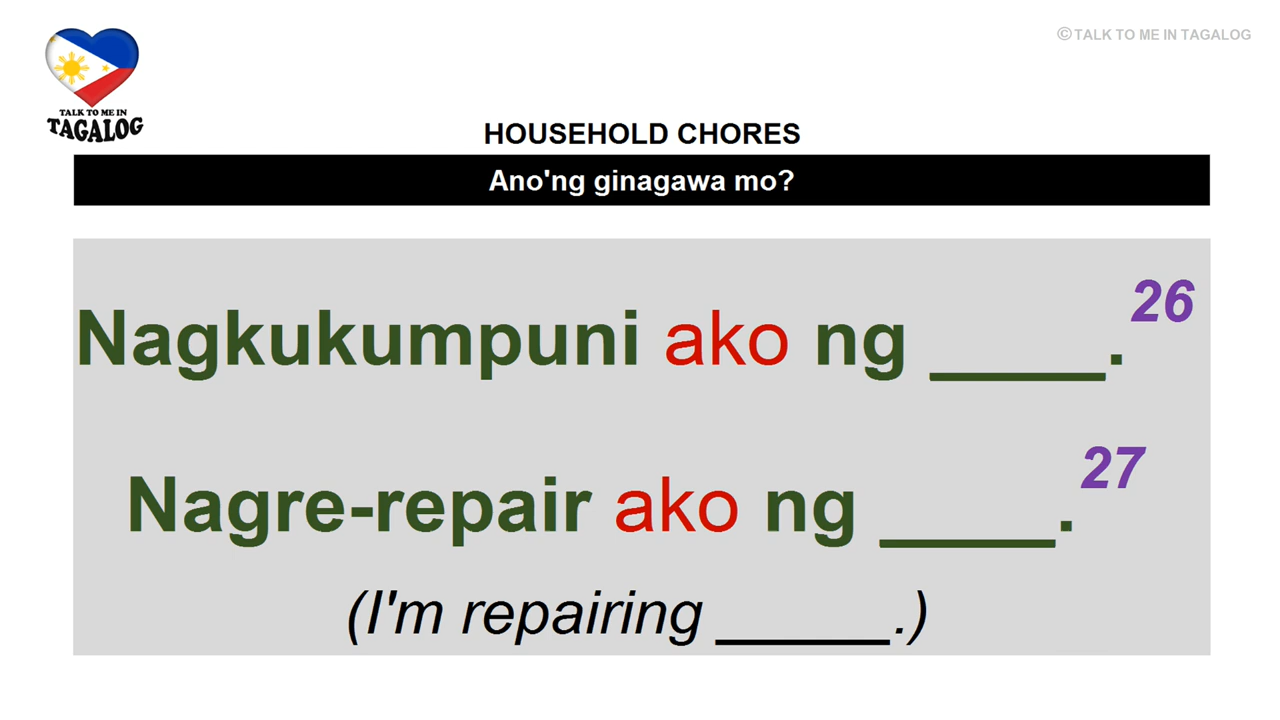 ©TALK TO ME IN TAGALOG
TALK TO ME IN
TAGALOG
HOUSEHOLD CHORES
Ano'ng ginagawa mo?
Nagkukumpuni ako ng ____. 26
Nagre-repair ako ng ____. 27
(I'm repairing _____.)